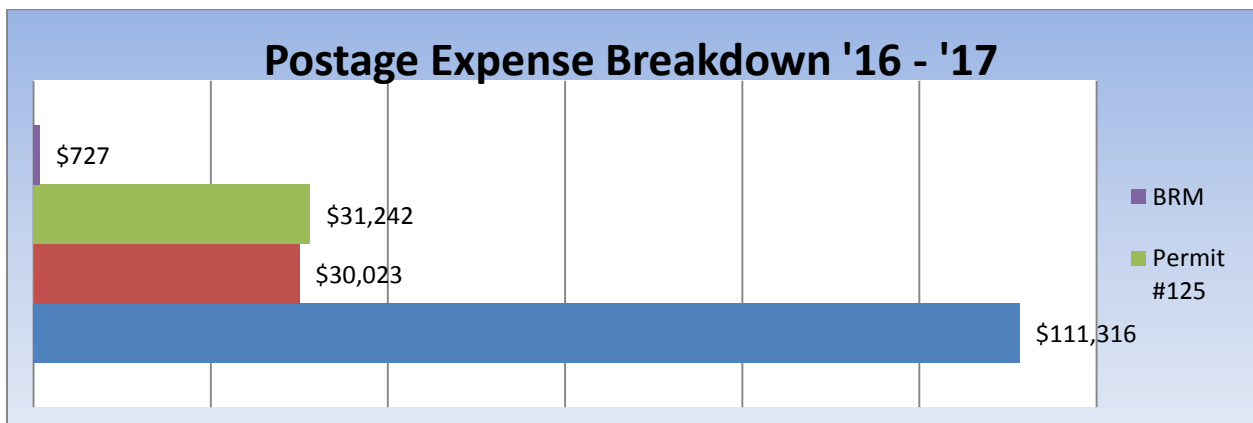 Postage Expense Breakdown '16 - '17
$727
$31,242
$30,023
$111,316
BRM
Permit
#125